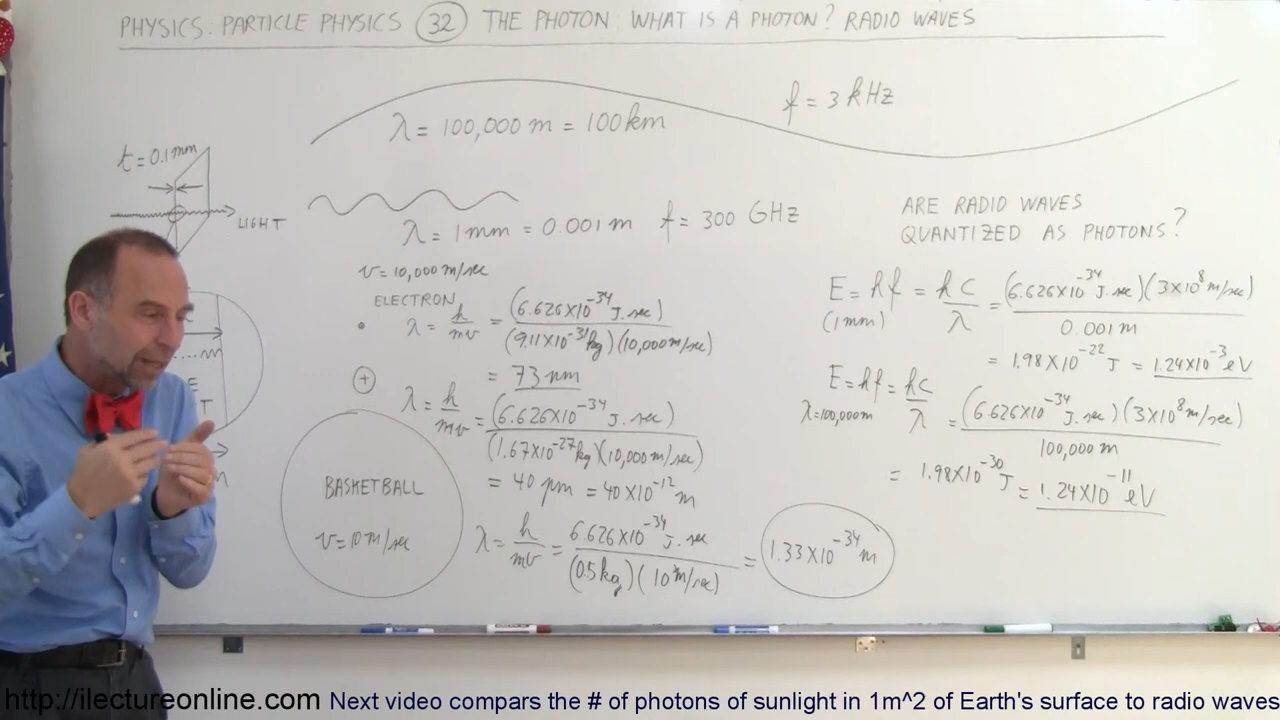 PHYSICS: PARTICLE PHYSICS 32 THE PHOTON: WHAT IS A PHOTON? RADIO WAVES
λ = 100,000 m = 100 km
f = 3 kHz
t = 0.1 mm
LIGHT
λ = 1 mm = 0.001 m f = 300 GHz
ARE RADIO WAVES
QUANTIZED AS PHOTONS?
v = 10,000 m/sec
ELECTRON
λ = h/mv = (6.626×10^-34 J.sec)/(9.11×10^-31 kg)(10,000 m/sec)
= 73 nm
+
λ = h/mv = (6.626×10^-34 J.sec)/(1.67×10^-27 kg)(10,000 m/sec)
= 40 pm = 40×10^-12 m
BASKETBALL
v = 10 m/sec
λ = h/mv = 6.626×10^-34 J.sec/(0.5 kg)(10 m/sec) = 1.33×10^-34 m
E = hf = hc/λ = (6.626×10^-34 J.sec)(3×10^8 m/sec)/0.001 m
(1 mm)
= 1.98×10^-22 J = 1.24×10^-3 eV
E = hf = hc/λ = (6.626×10^-34 J.sec)(3×10^8 m/sec)/100,000 m
λ = 100,000 m
= 1.98×10^-30 J = 1.24×10^-11 eV
E
T
http://ilectureonline.com Next video compars the # of photons of sunlight in 1m^2 of Earth's surface to radio waves